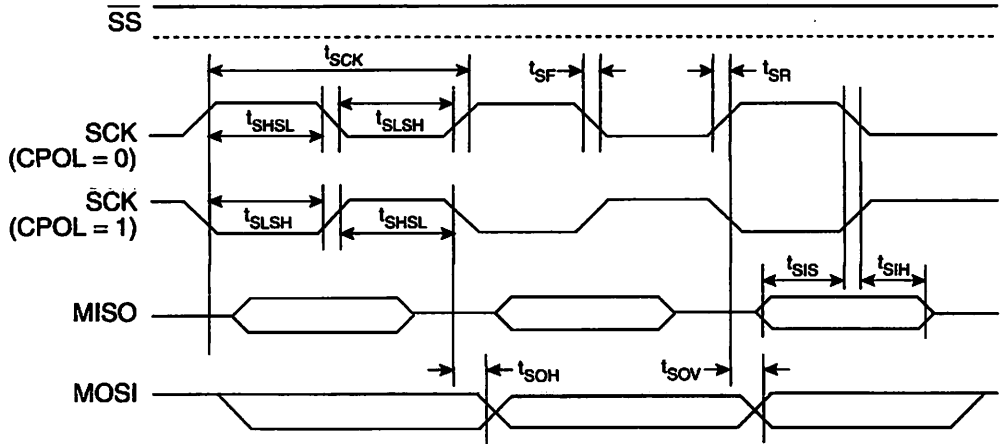 SS
tSCK
tSF
tSR
SCK
(CPOL = 0)
tSHSL
tSLSH
SCK
(CPOL = 1)
tSLSH
tSHSL
tSIS
tSIH
MISO
tSOH
tSOV
MOSI